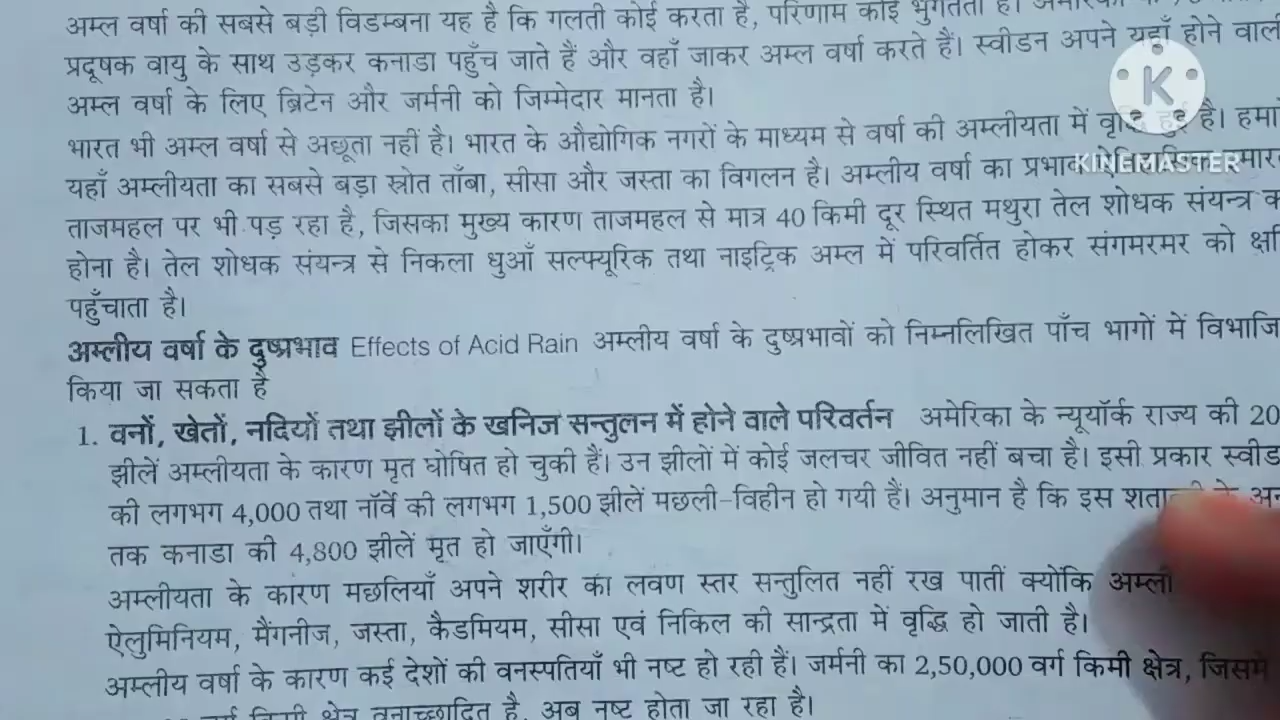 अम्ल वर्षा की सबसे बड़ी विडम्बना यह है कि गलती कोई करता है, परिणाम कोई भुगतता है।
प्रदूषक वायु के साथ उड़कर कनाडा पहुँच जाते हैं और वहाँ जाकर अम्ल वर्षा करते हैं। स्वीडन अपने यहाँ होने वाल
अम्ल वर्षा के लिए ब्रिटेन और जर्मनी को जिम्मेदार मानता है।
भारत भी अम्ल वर्षा से अछूता नहीं है। भारत के औद्योगिक नगरों के माध्यम से वर्षा की अम्लीयता में है। हमा
यहाँ अम्लीयता का सबसे बड़ा स्रोत ताँबा, सीसा और जस्ता का विगलन है। अम्लीय वर्षा का प्रभाव
ताजमहल पर भी पड़ रहा है, जिसका मुख्य कारण ताजमहल से मात्र 40 किमी दूर स्थित मथुरा तेल शोधक संयन्त्र क
होना है। तेल शोधक संयन्त्र से निकला धुआँ सल्फ्यूरिक तथा नाइट्रिक अम्ल में परिवर्तित होकर संगमरमर को क्षि
पहुँचाता है।
अम्लीय वर्षा के दुष्प्रभाव Effects of Acid Rain अम्लीय वर्षा के दुष्प्रभावों को निम्नलिखित पाँच भागों में विभाजि
किया जा सकता है
1. वनों, खेतों, नदियों तथा झीलों के खनिज सन्तुलन में होने वाले परिवर्तन अमेरिका के न्यूयॉर्क राज्य की 20
झीलें अम्लीयता के कारण मृत घोषित हो चुकी हैं। उन झीलों में कोई जलचर जीवित नहीं बचा है। इसी प्रकार स्वीड
की लगभग 4,000 तथा नॉर्वे की लगभग 1,500 झीलें मछली-विहीन हो गयी हैं। अनुमान है कि इस
तक कनाडा की 4,800 झीलें मृत हो जाएँगी।
अम्लीयता के कारण मछलियाँ अपने शरीर का लवण स्तर सन्तुलित नहीं रख पातीं क्योंकि अम्ली
ऐलुमिनियम, मैंगनीज, जस्ता, कैडमियम, सीसा एवं निकिल की सान्द्रता में वृद्धि हो जाती है।
अम्लीय वर्षा के कारण कई देशों की वनस्पतियाँ भी नष्ट हो रही हैं। जर्मनी का 2,50,000 वर्ग किमी क्षेत्र, जिसमें
वर्ग किमी क्षेत्र वनाच्छादित है, अब नष्ट होता जा रहा है।
K
KINEMASTER